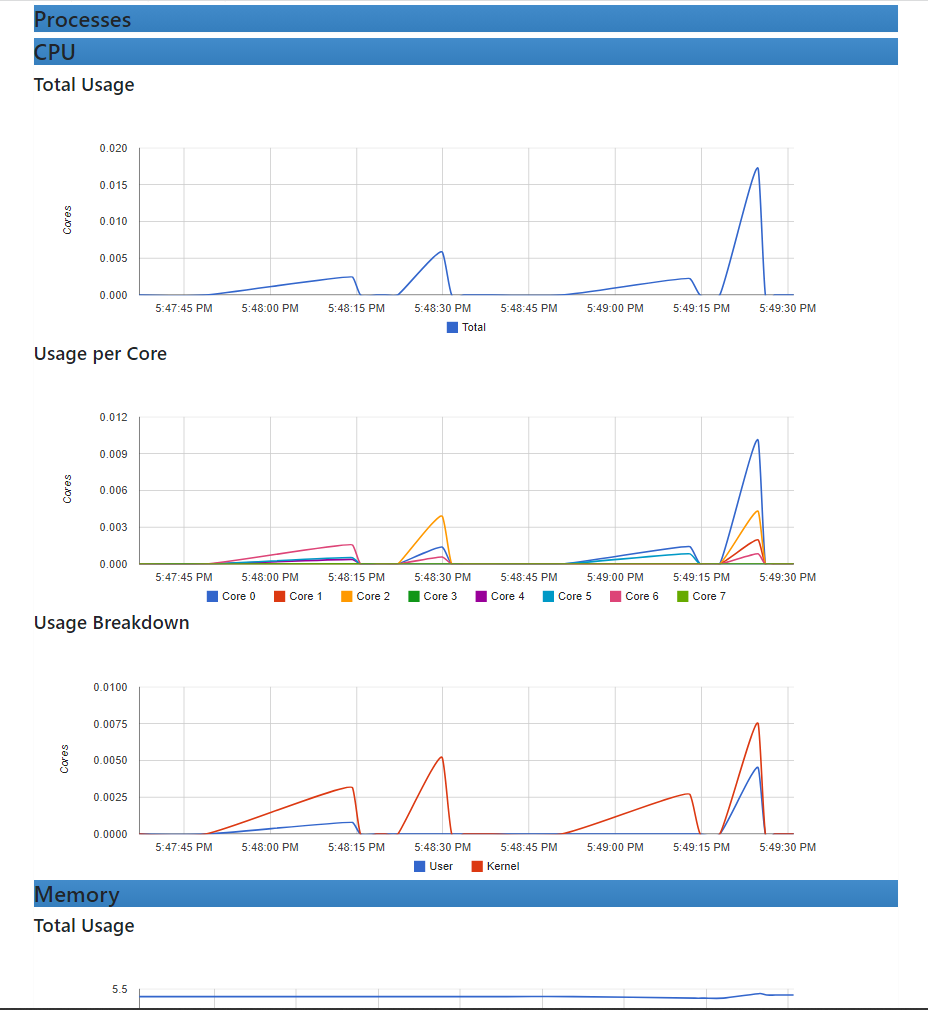 Processes
CPU
Total Usage
0.020
0.015
0.010
0.005
0.000
Cores
5:47:45 PM 5:48:00 PM 5:48:15 PM 5:48:30 PM 5:48:45 PM 5:49:00 PM 5:49:15 PM 5:49:30 PM
Total
Usage per Core
0.012
0.009
0.006
0.003
0.000
Cores
5:47:45 PM 5:48:00 PM 5:48:15 PM 5:48:30 PM 5:48:45 PM 5:49:00 PM 5:49:15 PM 5:49:30 PM
Core 0 Core 1 Core 2 Core 3 Core 4 Core 5 Core 6 Core 7
Usage Breakdown
0.0100
0.0075
0.0050
0.0025
0.0000
Cores
5:47:45 PM 5:48:00 PM 5:48:15 PM 5:48:30 PM 5:48:45 PM 5:49:00 PM 5:49:15 PM 5:49:30 PM
User Kernel
Memory
Total Usage
5.5